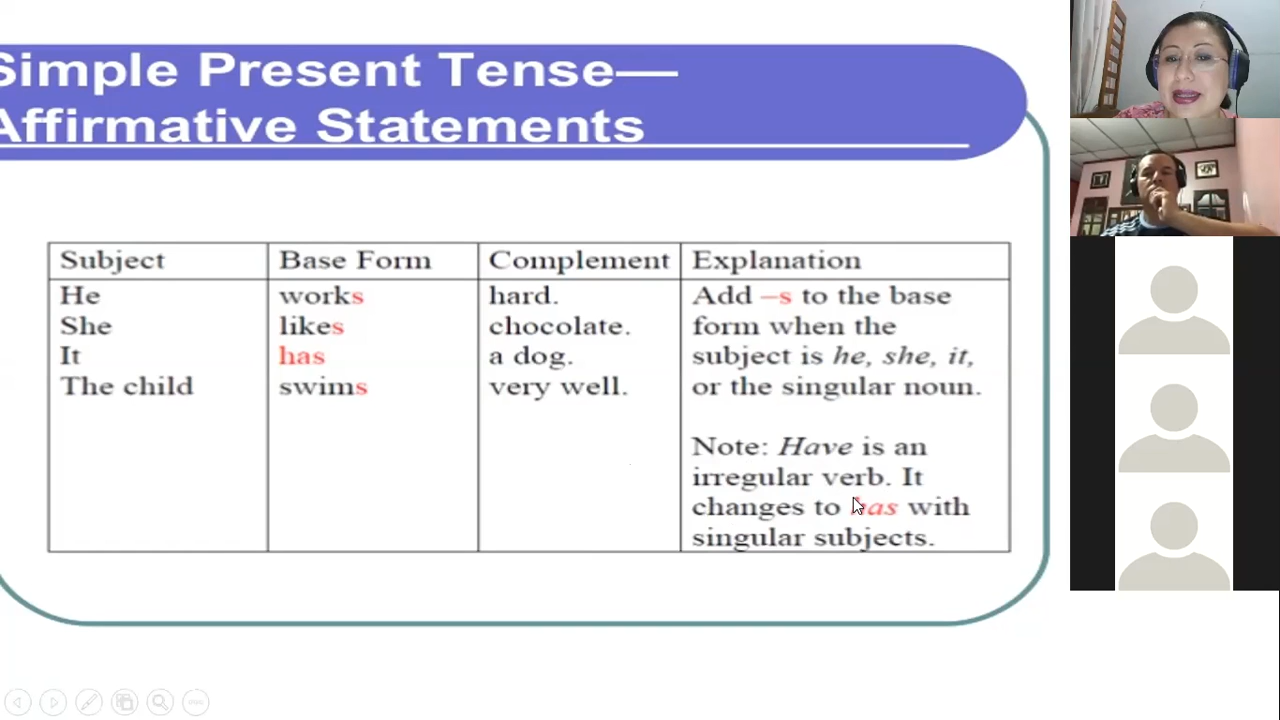 Simple Present Tense—
Affirmative Statements
Subject Base Form Complement Explanation
He works hard. Add –s to the base
She likes chocolate. form when the
It has a dog. subject is he, she, it,
The child swims very well. or the singular noun.
Note: Have is an
irregular verb. It
changes to has with
singular subjects.